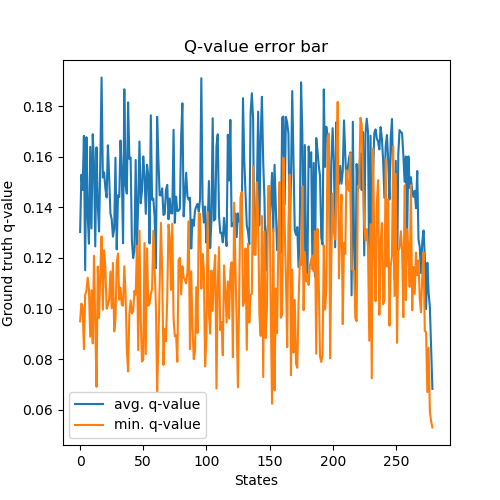 Q-value error bar
Ground truth q-value
0.18
0.16
0.14
0.12
0.10
0.08
0.06
avg. q-value
min. q-value
0 50 100 150 200 250
States